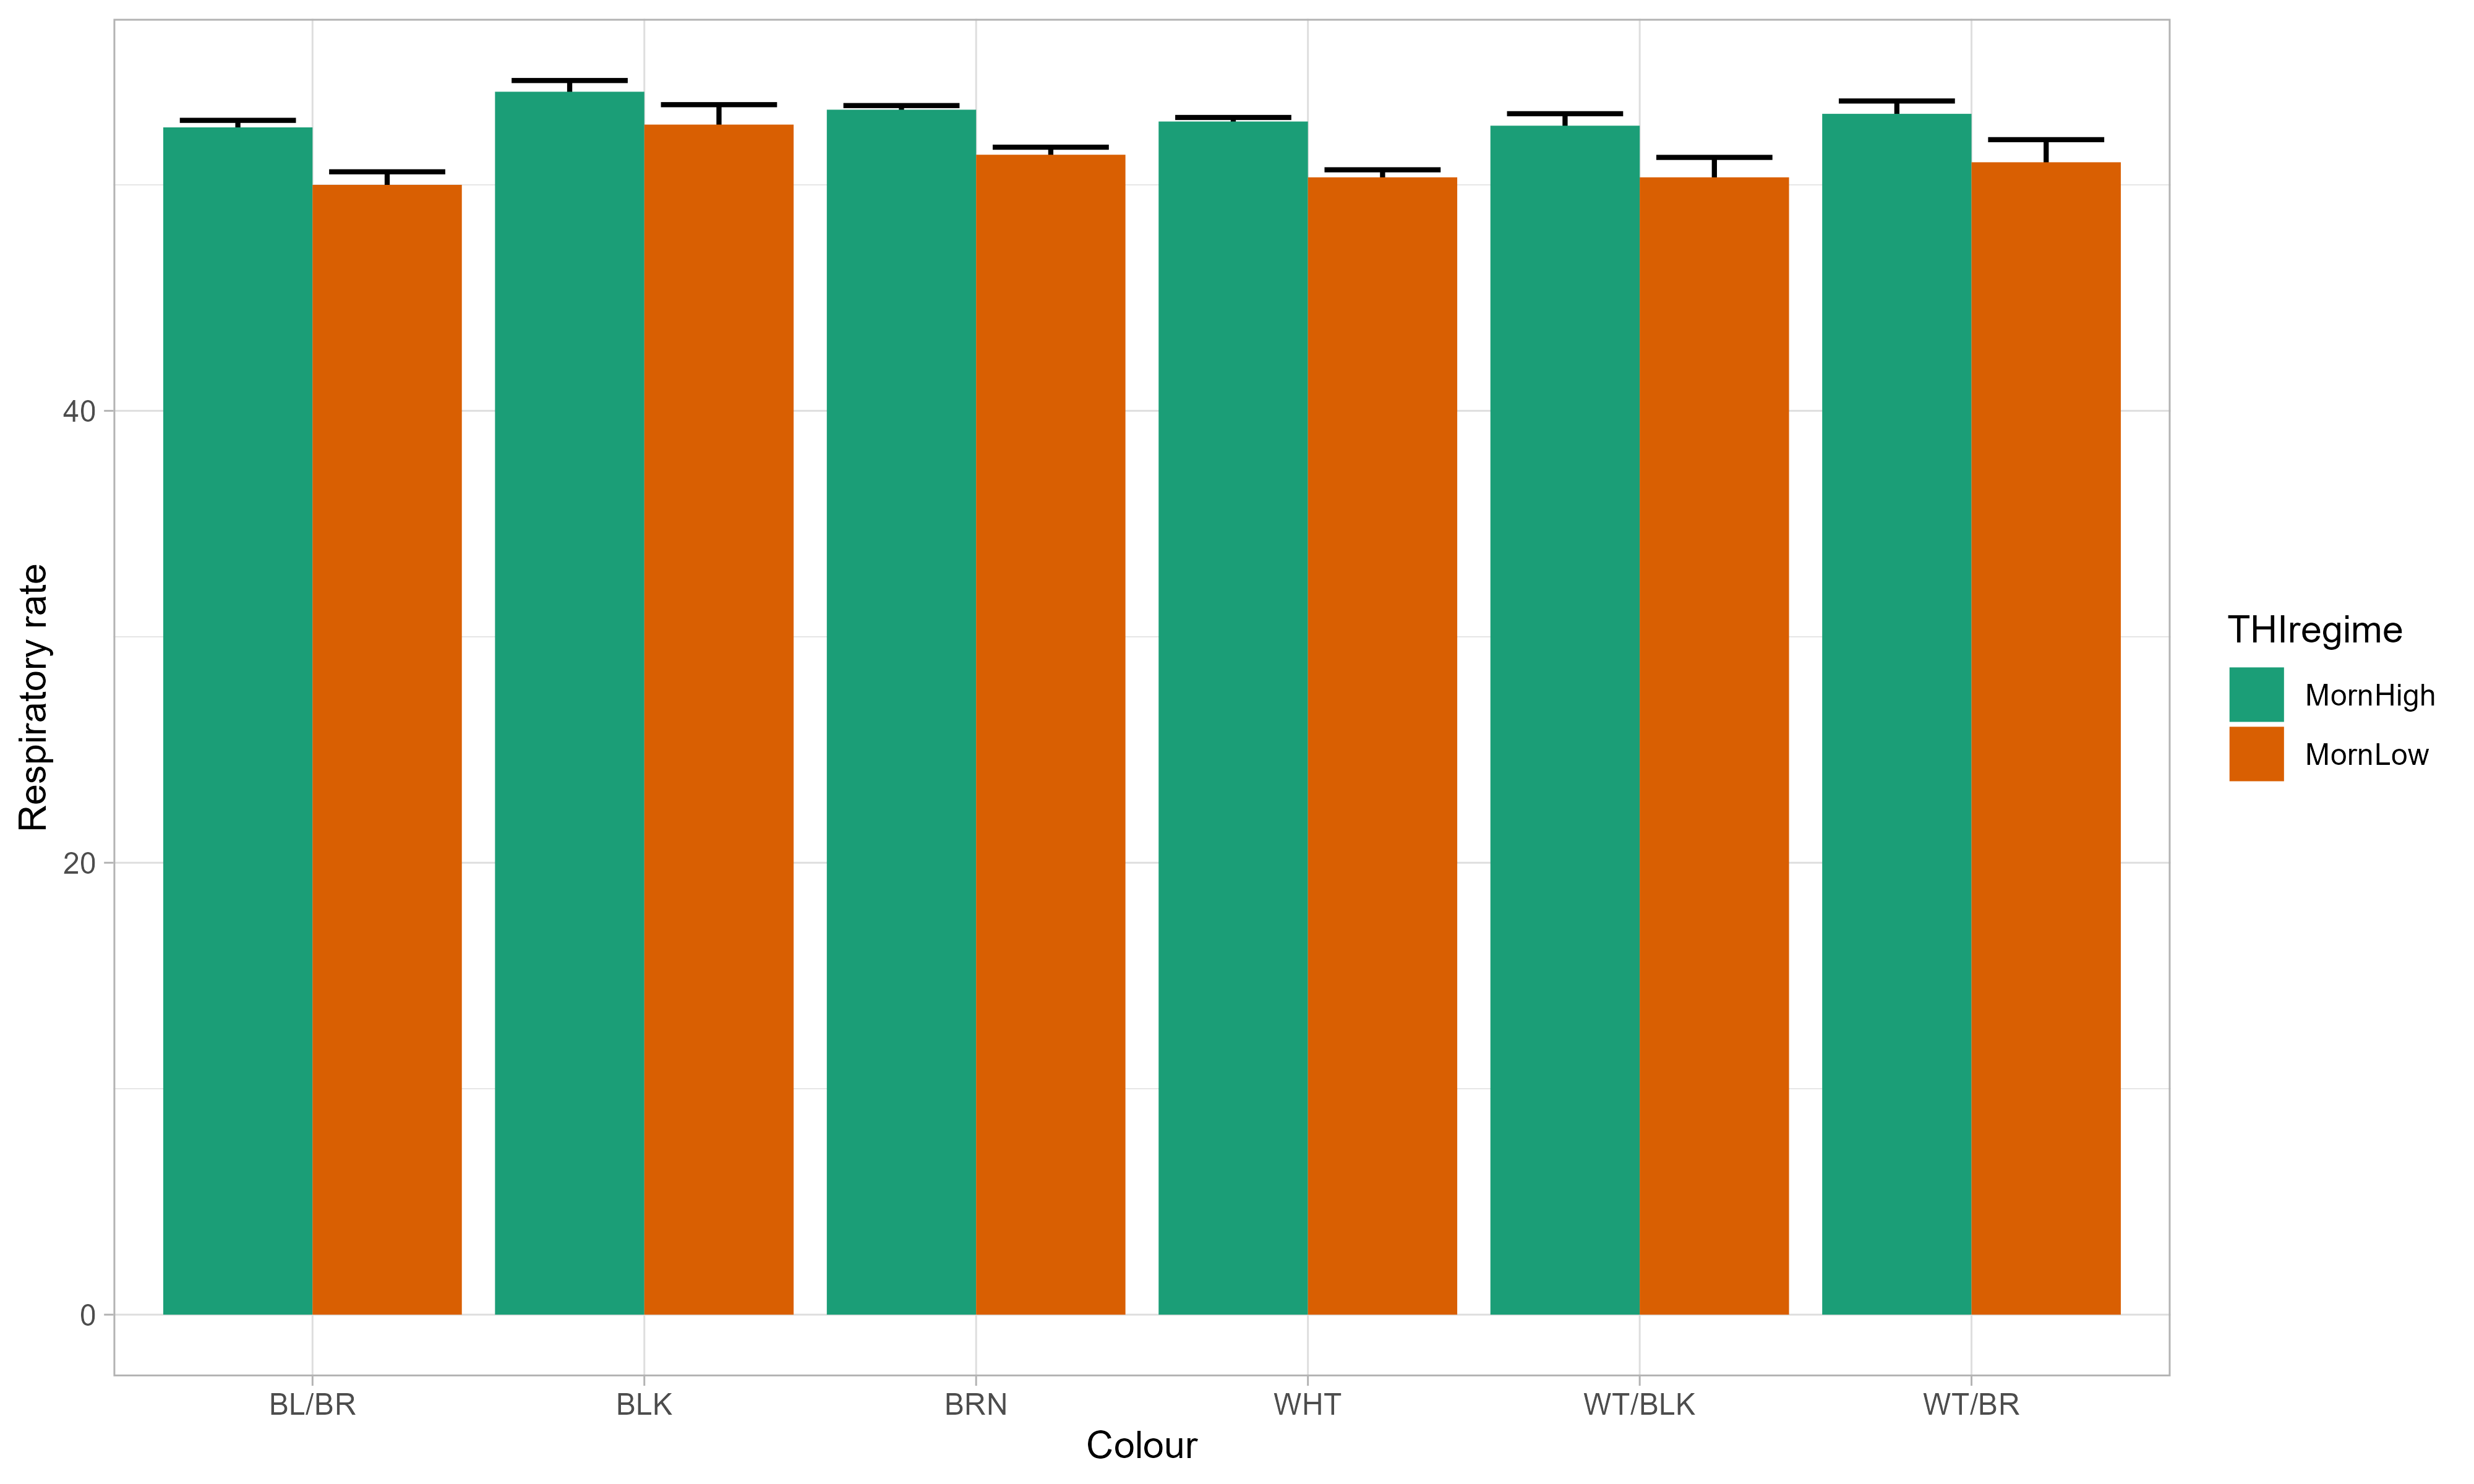 Respiratory rate
40
20
0
BL/BR
BLK
BRN
WHT
WT/BLK
WT/BR
Colour
THIregime
MornHigh
MornLow